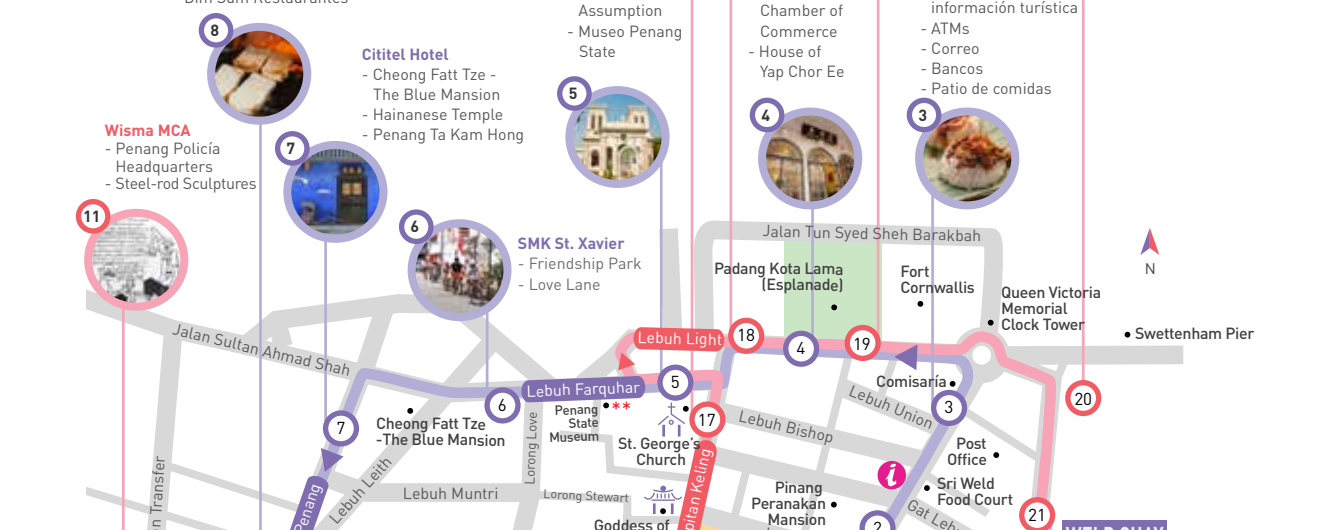 Assumption
- Museo Penang
State
Chamber of
Commerce
- House of
Yap Chor Ee
información turística
- ATMs
- Correo
- Bancos
- Patio de comidas
8
Cititel Hotel
- Cheong Fatt Tze -
The Blue Mansion
- Hainanese Temple
- Penang Ta Kam Hong
5
4
3
Wisma MCA
- Penang Policía
Headquarters
- Steel-rod Sculptures
7
11
6
SMK St. Xavier
- Friendship Park
- Love Lane
Jalan Tun Syed Sheh Barakbah
N
Padang Kota Lama
(Esplanade)
Fort
Cornwallis
Queen Victoria
Memorial
Clock Tower
Swettenham Pier
Jalan Sultan Ahmad Shah
Lebuh Light
18
4
19
Lebuh Farquhar
5
Comisaría
20
6
Penang
State
Museum
**
17
3
Lebuh Union
7
Cheong Fatt Tze
-The Blue Mansion
Lorong Love
St. George's
Church
Lebuh Bishop
Post
Office
Lebuh Leith
i
Sri Weld
Food Court
Penang
Lebuh Muntri
Lorong Stewart
Pinang
Peranakan
Mansion
Goddess of
2
21
WELD QUAY